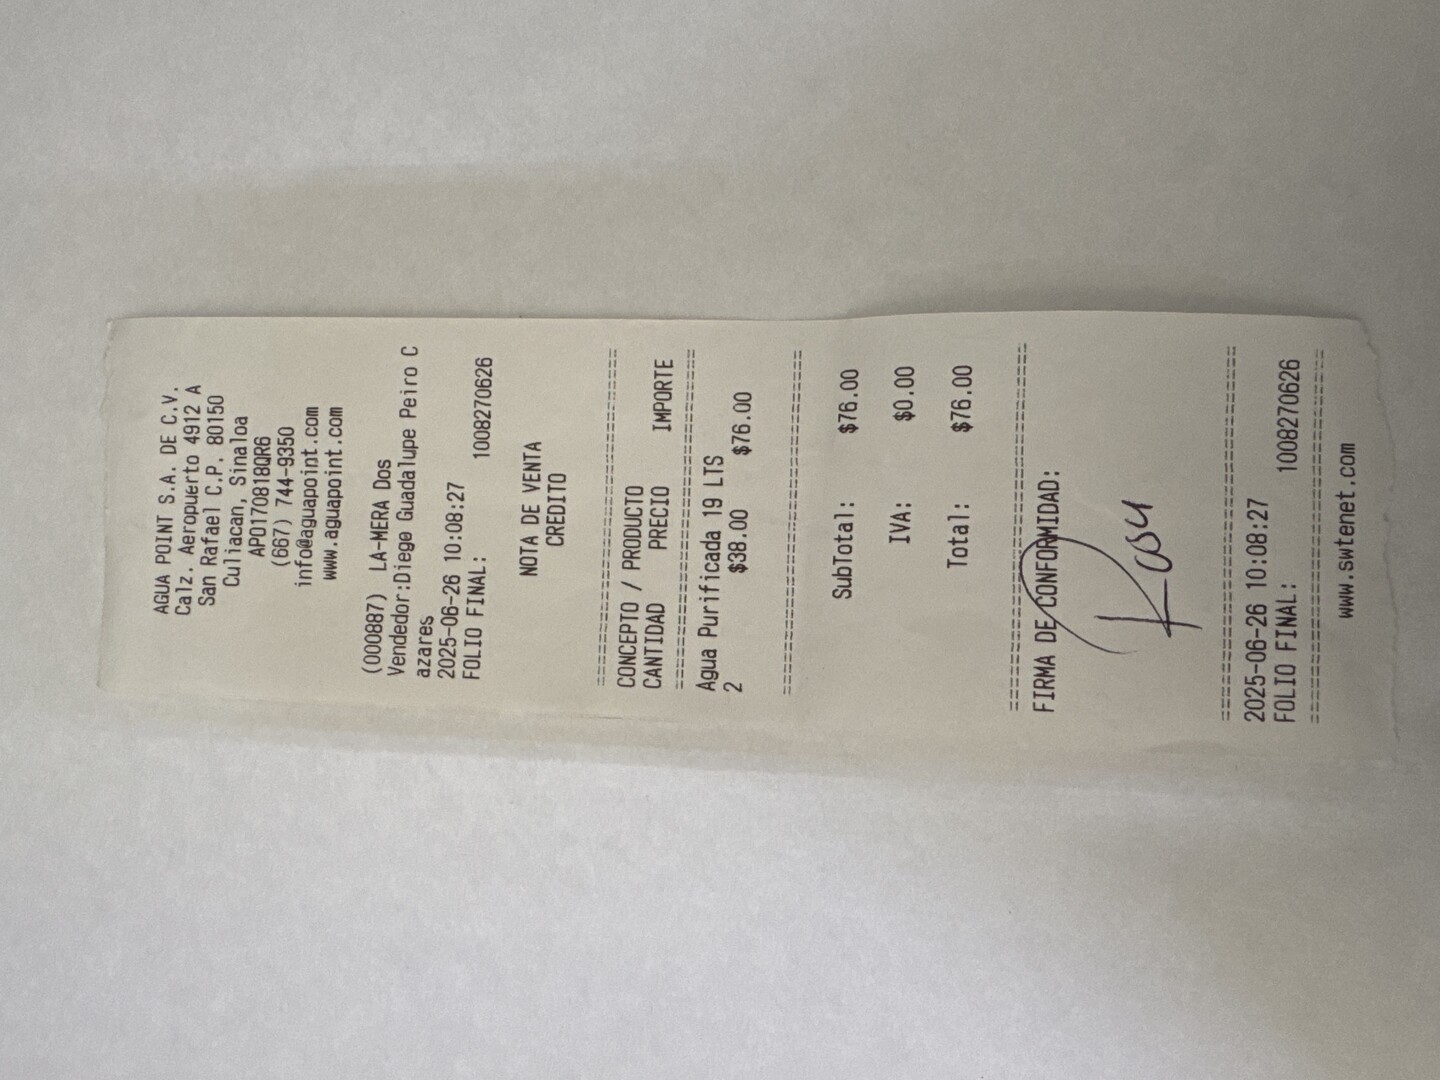 AGUA POINT S.A. DE C.V.
Calz. Aeropuerto 4912 A
San Rafael C.P. 80150
Culiacan, Sinaloa
APO170818QR6
(667) 744-9350
info@aguapoint.com
www.aguapoint.com
(000887) LA-MERA Dos
Vendedor:Diego Guadalupe Peiro C
azares
2025-06-26 10:08:27
FOLIO FINAL: 1008270626
NOTA DE VENTA
CREDITO
================================
CONCEPTO / PRODUCTO
CANTIDAD PRECIO IMPORTE
================================
Agua Purificada 19 LTS
2 $38.00 $76.00
================================
SubTotal: $76.00
IVA: $0.00
Total: $76.00
================================
FIRMA DE CONFORMIDAD:
================================
2025-06-26 10:08:27
FOLIO FINAL: 1008270626
================================
www.swtenet.com